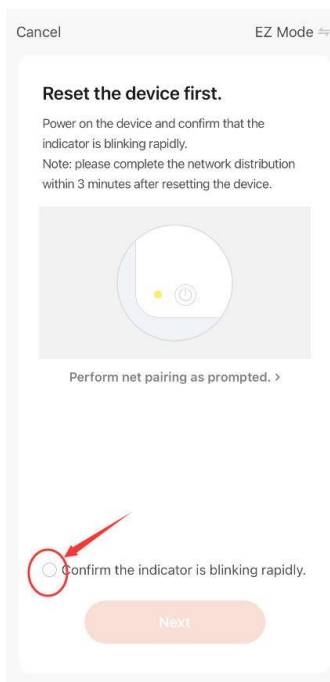 Cancel
EZ Mode
Reset the device first.
Power on the device and confirm that the
indicator is blinking rapidly.
Note: please complete the network distribution
within 3 minutes after resetting the device.
Perform net pairing as prompted. >
Confirm the indicator is blinking rapidly.
Next